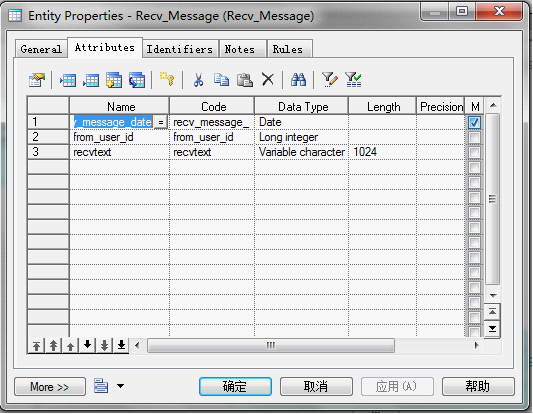 Entity Properties - Recv_Message (Recv_Message)
General Attributes Identifiers Notes Rules
Name Code Data Type Length Precision M
1 _message_date = recv_message_ Date
2 from_user_id from_user_id Long integer
3 recvtext recvtext Variable character 1024
More >> 确定 取消 应用(A) 帮助